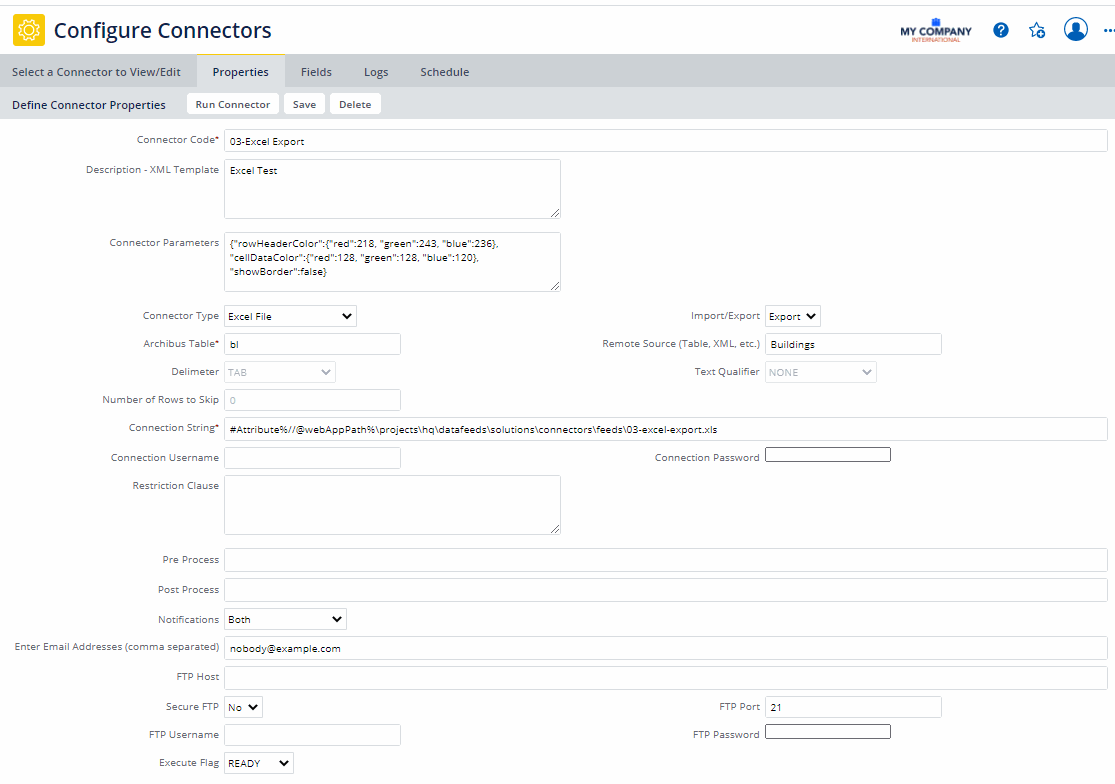 Configure Connectors
MY COMPANY
INTERNATIONAL
?
Select a Connector to View/Edit
Properties
Fields
Logs
Schedule
Define Connector Properties
Run Connector
Save
Delete
Connector Code*
03-Excel Export
Description - XML Template
Excel Test
Connector Parameters
{"rowHeaderColor":{"red":218, "green":243, "blue":236},
"cellDataColor":{"red":128, "green":128, "blue":120},
"showBorder":false}
Connector Type
Excel File
Import/Export
Export
Archibus Table*
bl
Remote Source (Table, XML, etc.)
Buildings
Delimeter
TAB
Text Qualifier
NONE
Number of Rows to Skip
0
Connection String*
#Attribute%//@webAppPath%\projects\hq\datafeeds\solutions\connectors\feeds\03-excel-export.xls
Connection Username
Connection Password
Restriction Clause
Pre Process
Post Process
Notifications
Both
Enter Email Addresses (comma separated)
nobody@example.com
FTP Host
Secure FTP
No
FTP Port
21
FTP Username
FTP Password
Execute Flag
READY